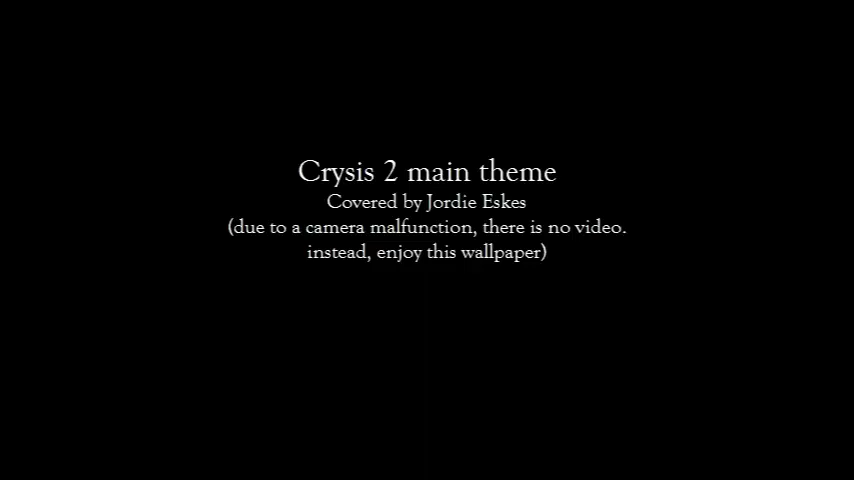 Crysis 2 main theme
Covered by Jordie Eskes
(due to a camera malfunction, there is no video.
instead, enjoy this wallpaper)